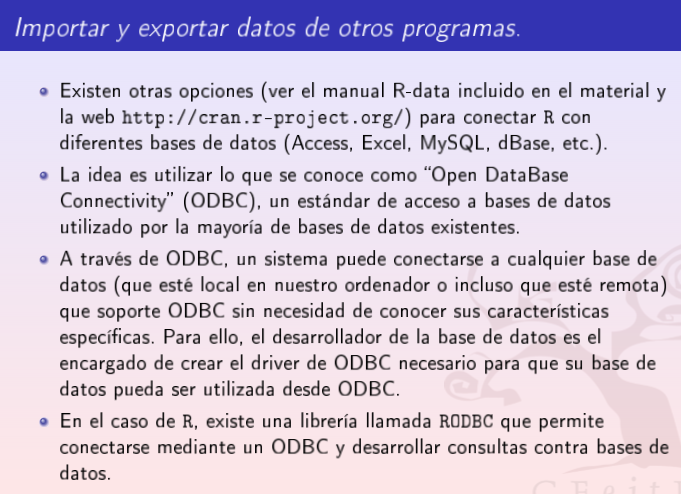 Importar y exportar datos de otros programas.
Existen otras opciones (ver el manual R-data incluido en el material y
la web http://cran.r-project.org/) para conectar R con
diferentes bases de datos (Access, Excel, MySQL, dBase, etc.).
La idea es utilizar lo que se conoce como “Open DataBase
Connectivity” (ODBC), un estándar de acceso a bases de datos
utilizado por la mayoría de bases de datos existentes.
A través de ODBC, un sistema puede conectarse a cualquier base de
datos (que esté local en nuestro ordenador o incluso que esté remota)
que soporte ODBC sin necesidad de conocer sus características
específicas. Para ello, el desarrollador de la base de datos es el
encargado de crear el driver de ODBC necesario para que su base de
datos pueda ser utilizada desde ODBC.
En el caso de R, existe una librería llamada RODBC que permite
conectarse mediante un ODBC y desarrollar consultas contra bases de
datos.